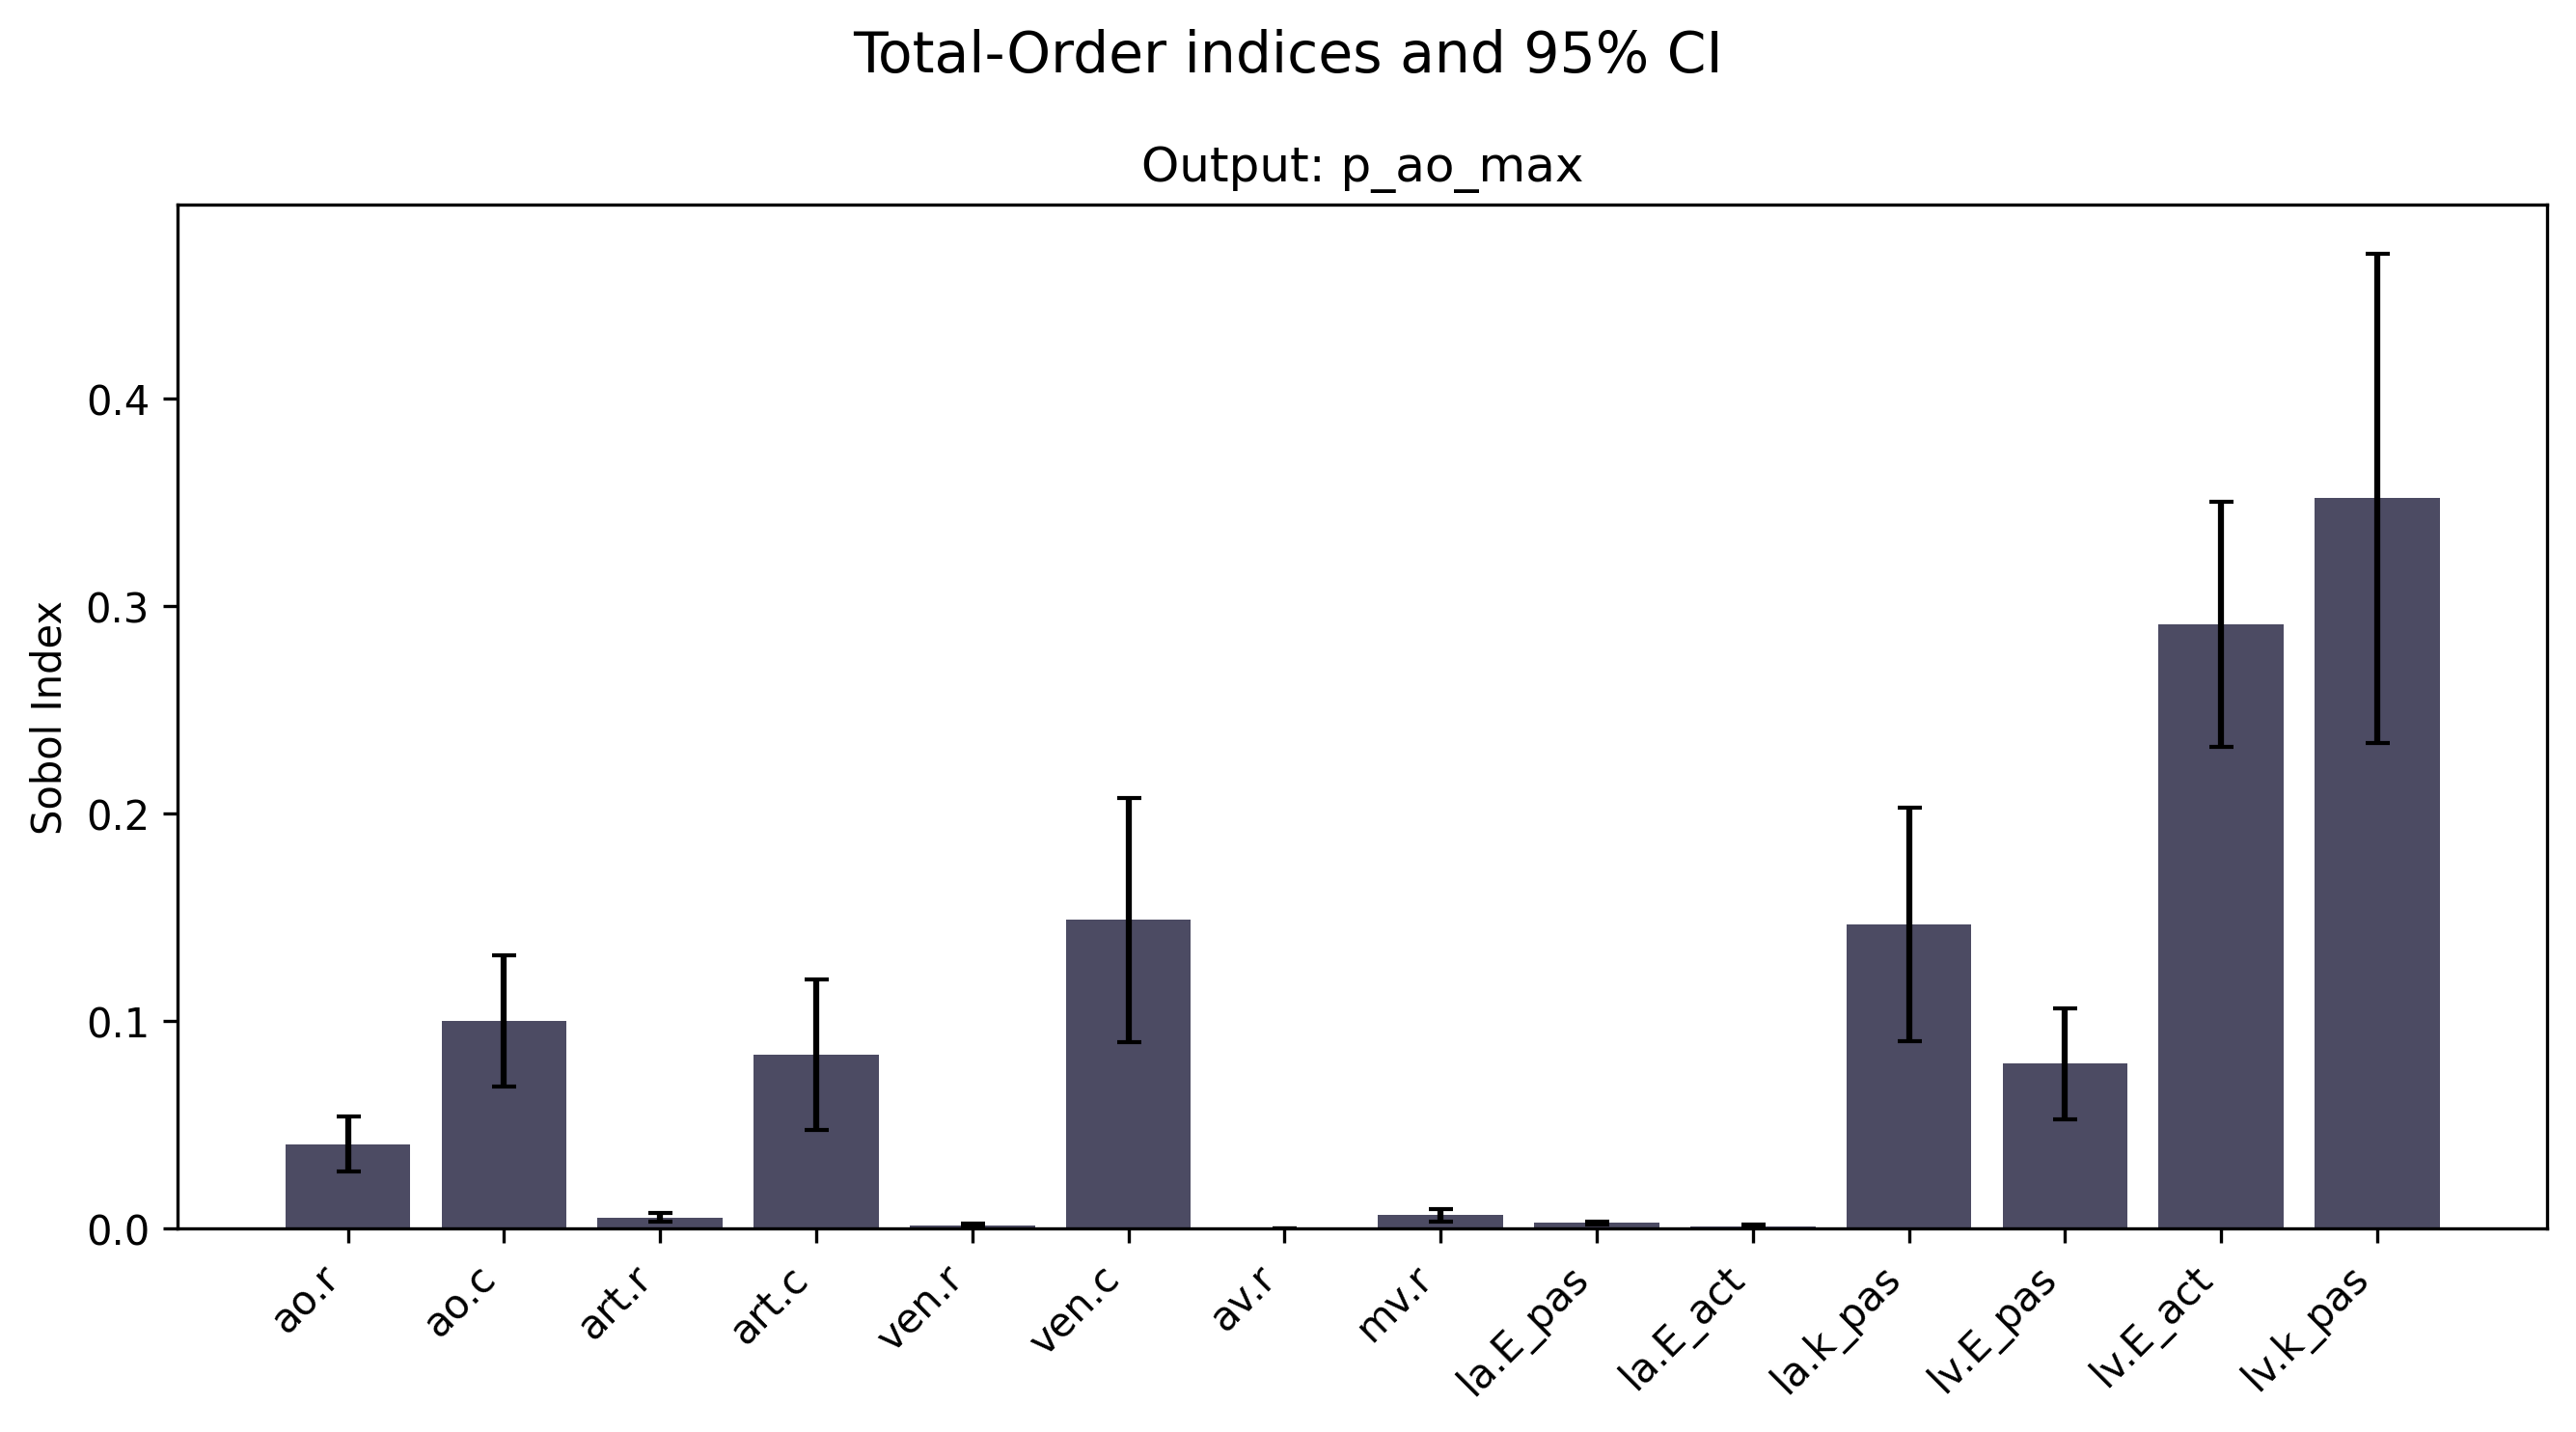 Total-Order indices and 95% CI
Output: p_ao_max
Sobol Index
0.4
0.3
0.2
0.1
0.0
ao.r
ao.c
art.r
art.c
ven.r
ven.c
av.r
mv.r
la.E_pas
la.E_act
la.k_pas
lv.E_pas
lv.E_act
lv.k_pas